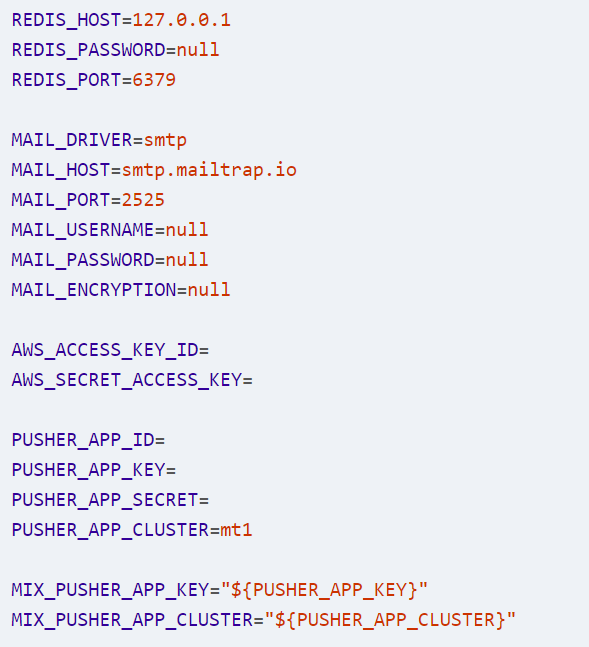 REDIS_HOST=127.0.0.1
REDIS_PASSWORD=null
REDIS_PORT=6379
MAIL_DRIVER=smtp
MAIL_HOST=smtp.mailtrap.io
MAIL_PORT=2525
MAIL_USERNAME=null
MAIL_PASSWORD=null
MAIL_ENCRYPTION=null
AWS_ACCESS_KEY_ID=
AWS_SECRET_ACCESS_KEY=
PUSHER_APP_ID=
PUSHER_APP_KEY=
PUSHER_APP_SECRET=
PUSHER_APP_CLUSTER=mt1
MIX_PUSHER_APP_KEY="${PUSHER_APP_KEY}"
MIX_PUSHER_APP_CLUSTER="${PUSHER_APP_CLUSTER}"